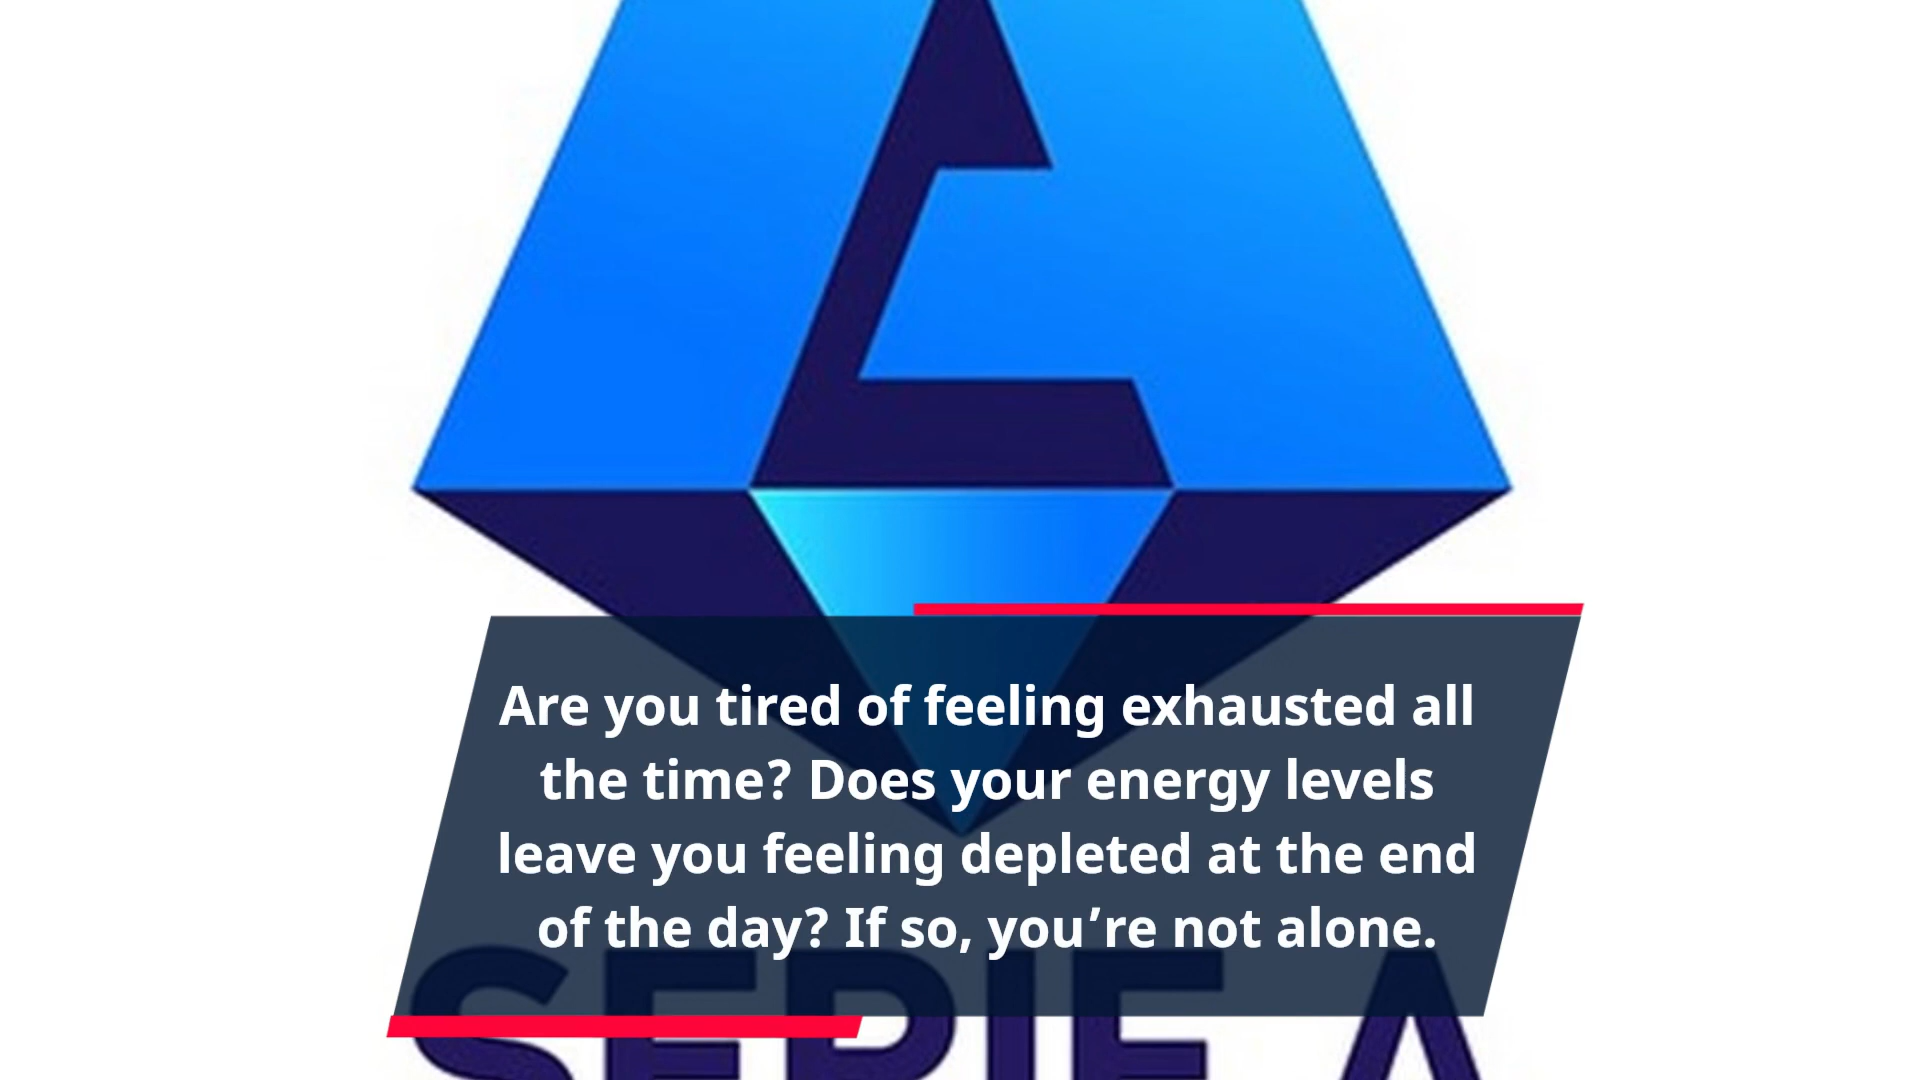 Are you tired of feeling exhausted all
the time? Does your energy levels
leave you feeling depleted at the end
of the day? If so, you’re not alone.
SERIE A